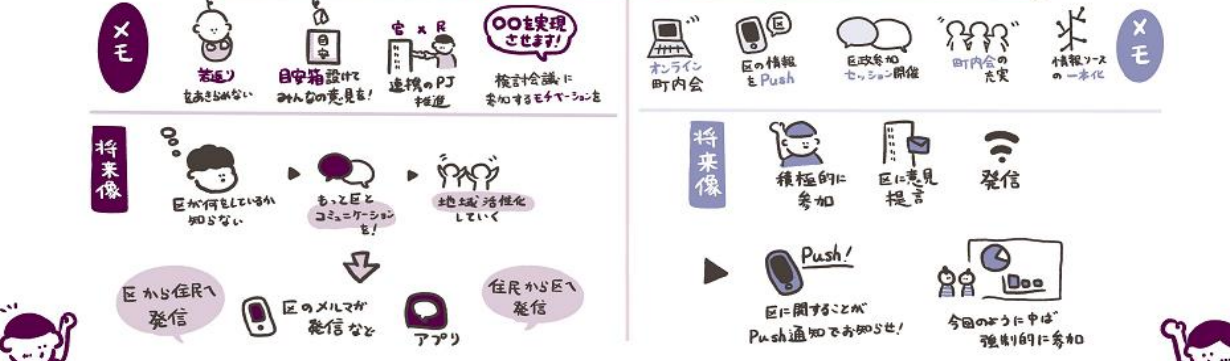 メモ
若返り
をあきらめない
目安
目安箱設けて
みんなの意見を!
官×民
連携のPJ
推進
〇〇を実現
させます!
検討会議に
参加するモチベーションを
将来像
区が何をしているか
知らない
もっと区と
コミュニケーション
を!
地域活性化
していく
区から住民へ
発信
区のメルマガ
発信など
アプリ
住民から区へ
発信
オンライン
町内会
区
区の情報
をPush
区政参加
セッション開催
町内会の
充実
情報ソース
の一本化
メモ
将来像
積極的に
参加
区に意見
提言
発信
Push!
区に関することが
Push通知でお知らせ!
今回のように中ば
強制的に参加